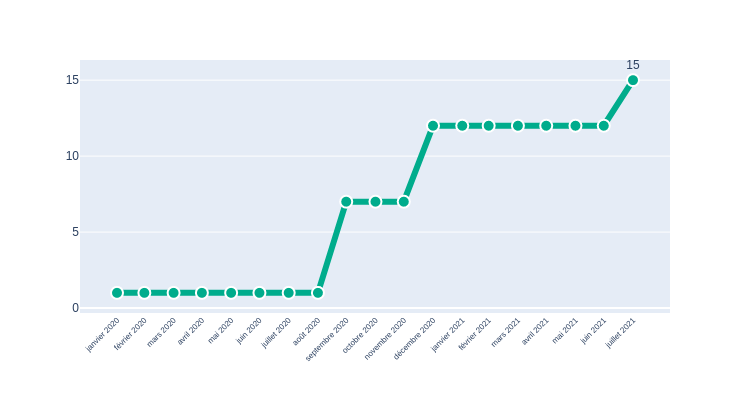 15
15
10
5
0
janvier 2020
février 2020
mars 2020
avril 2020
mai 2020
juin 2020
juillet 2020
août 2020
septembre 2020
octobre 2020
novembre 2020
décembre 2020
janvier 2021
février 2021
mars 2021
avril 2021
mai 2021
juin 2021
juillet 2021